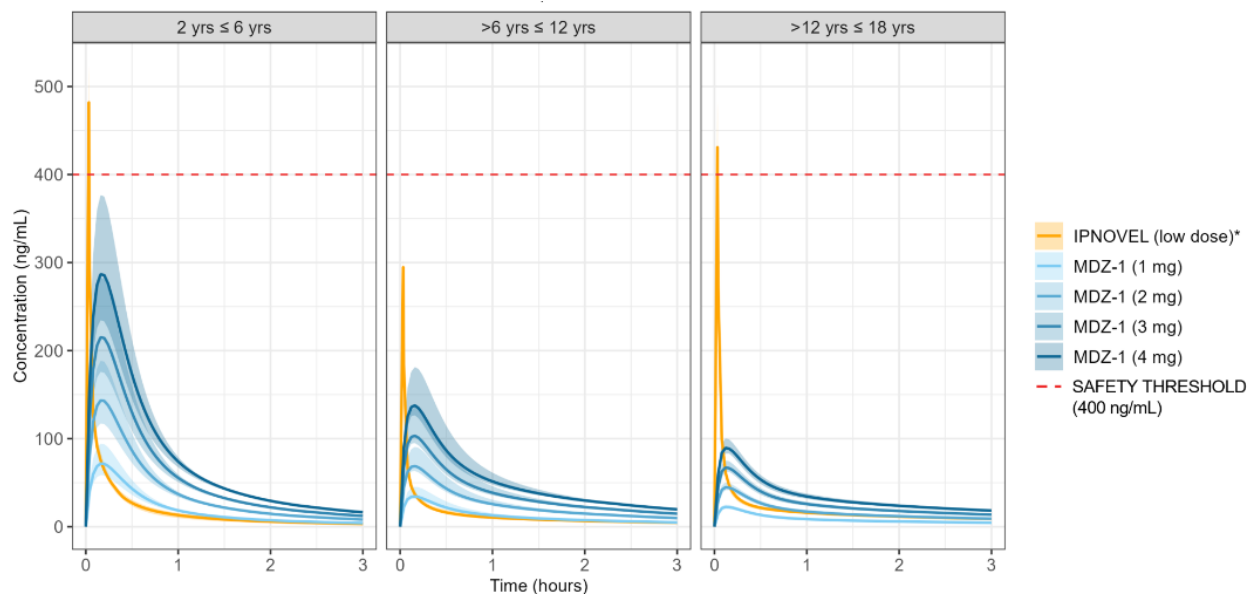 2 yrs ≤ 6 yrs
>6 yrs ≤ 12 yrs
>12 yrs ≤ 18 yrs
Concentration (ng/mL)
500
400
300
200
100
0
0 1 2 3
0 1 2 3
0 1 2 3
Time (hours)
IPNOVEL (low dose)*
MDZ-1 (1 mg)
MDZ-1 (2 mg)
MDZ-1 (3 mg)
MDZ-1 (4 mg)
SAFETY THRESHOLD
(400 ng/mL)